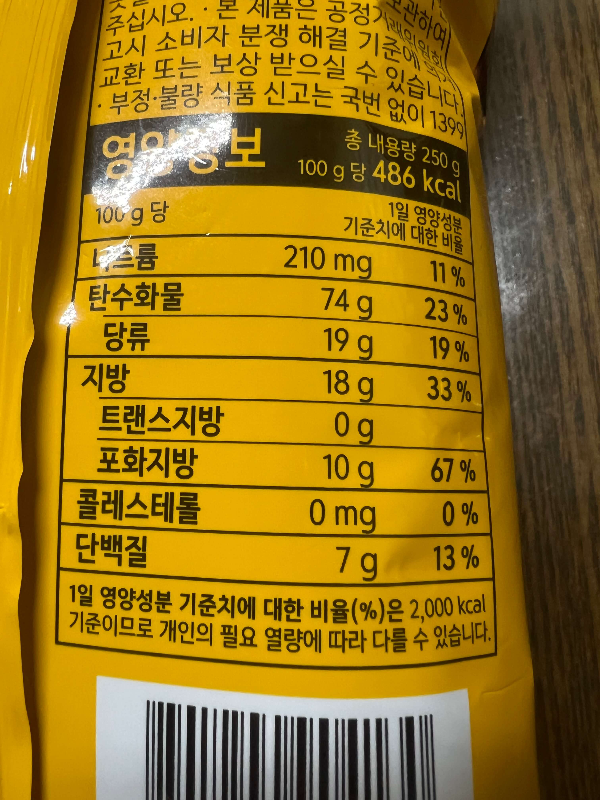 주십시오. · 본 제품은 공정거래위원회
고시 소비자 분쟁 해결 기준에
교환 또는 보상 받으실 수 있습니다.
· 부정·불량 식품 신고는 국번 없이 1399
영양정보
총 내용량 250 g
100 g 당 486 kcal
100 g 당
1일 영양성분
기준치에 대한 비율
나트륨 210 mg 11 %
탄수화물 74 g 23 %
당류 19 g 19 %
지방 18 g 33 %
트랜스지방 0 g
포화지방 10 g 67 %
콜레스테롤 0 mg 0 %
단백질 7 g 13 %
1일 영양성분 기준치에 대한 비율(%)은 2,000 kcal
기준이므로 개인의 필요 열량에 따라 다를 수 있습니다.